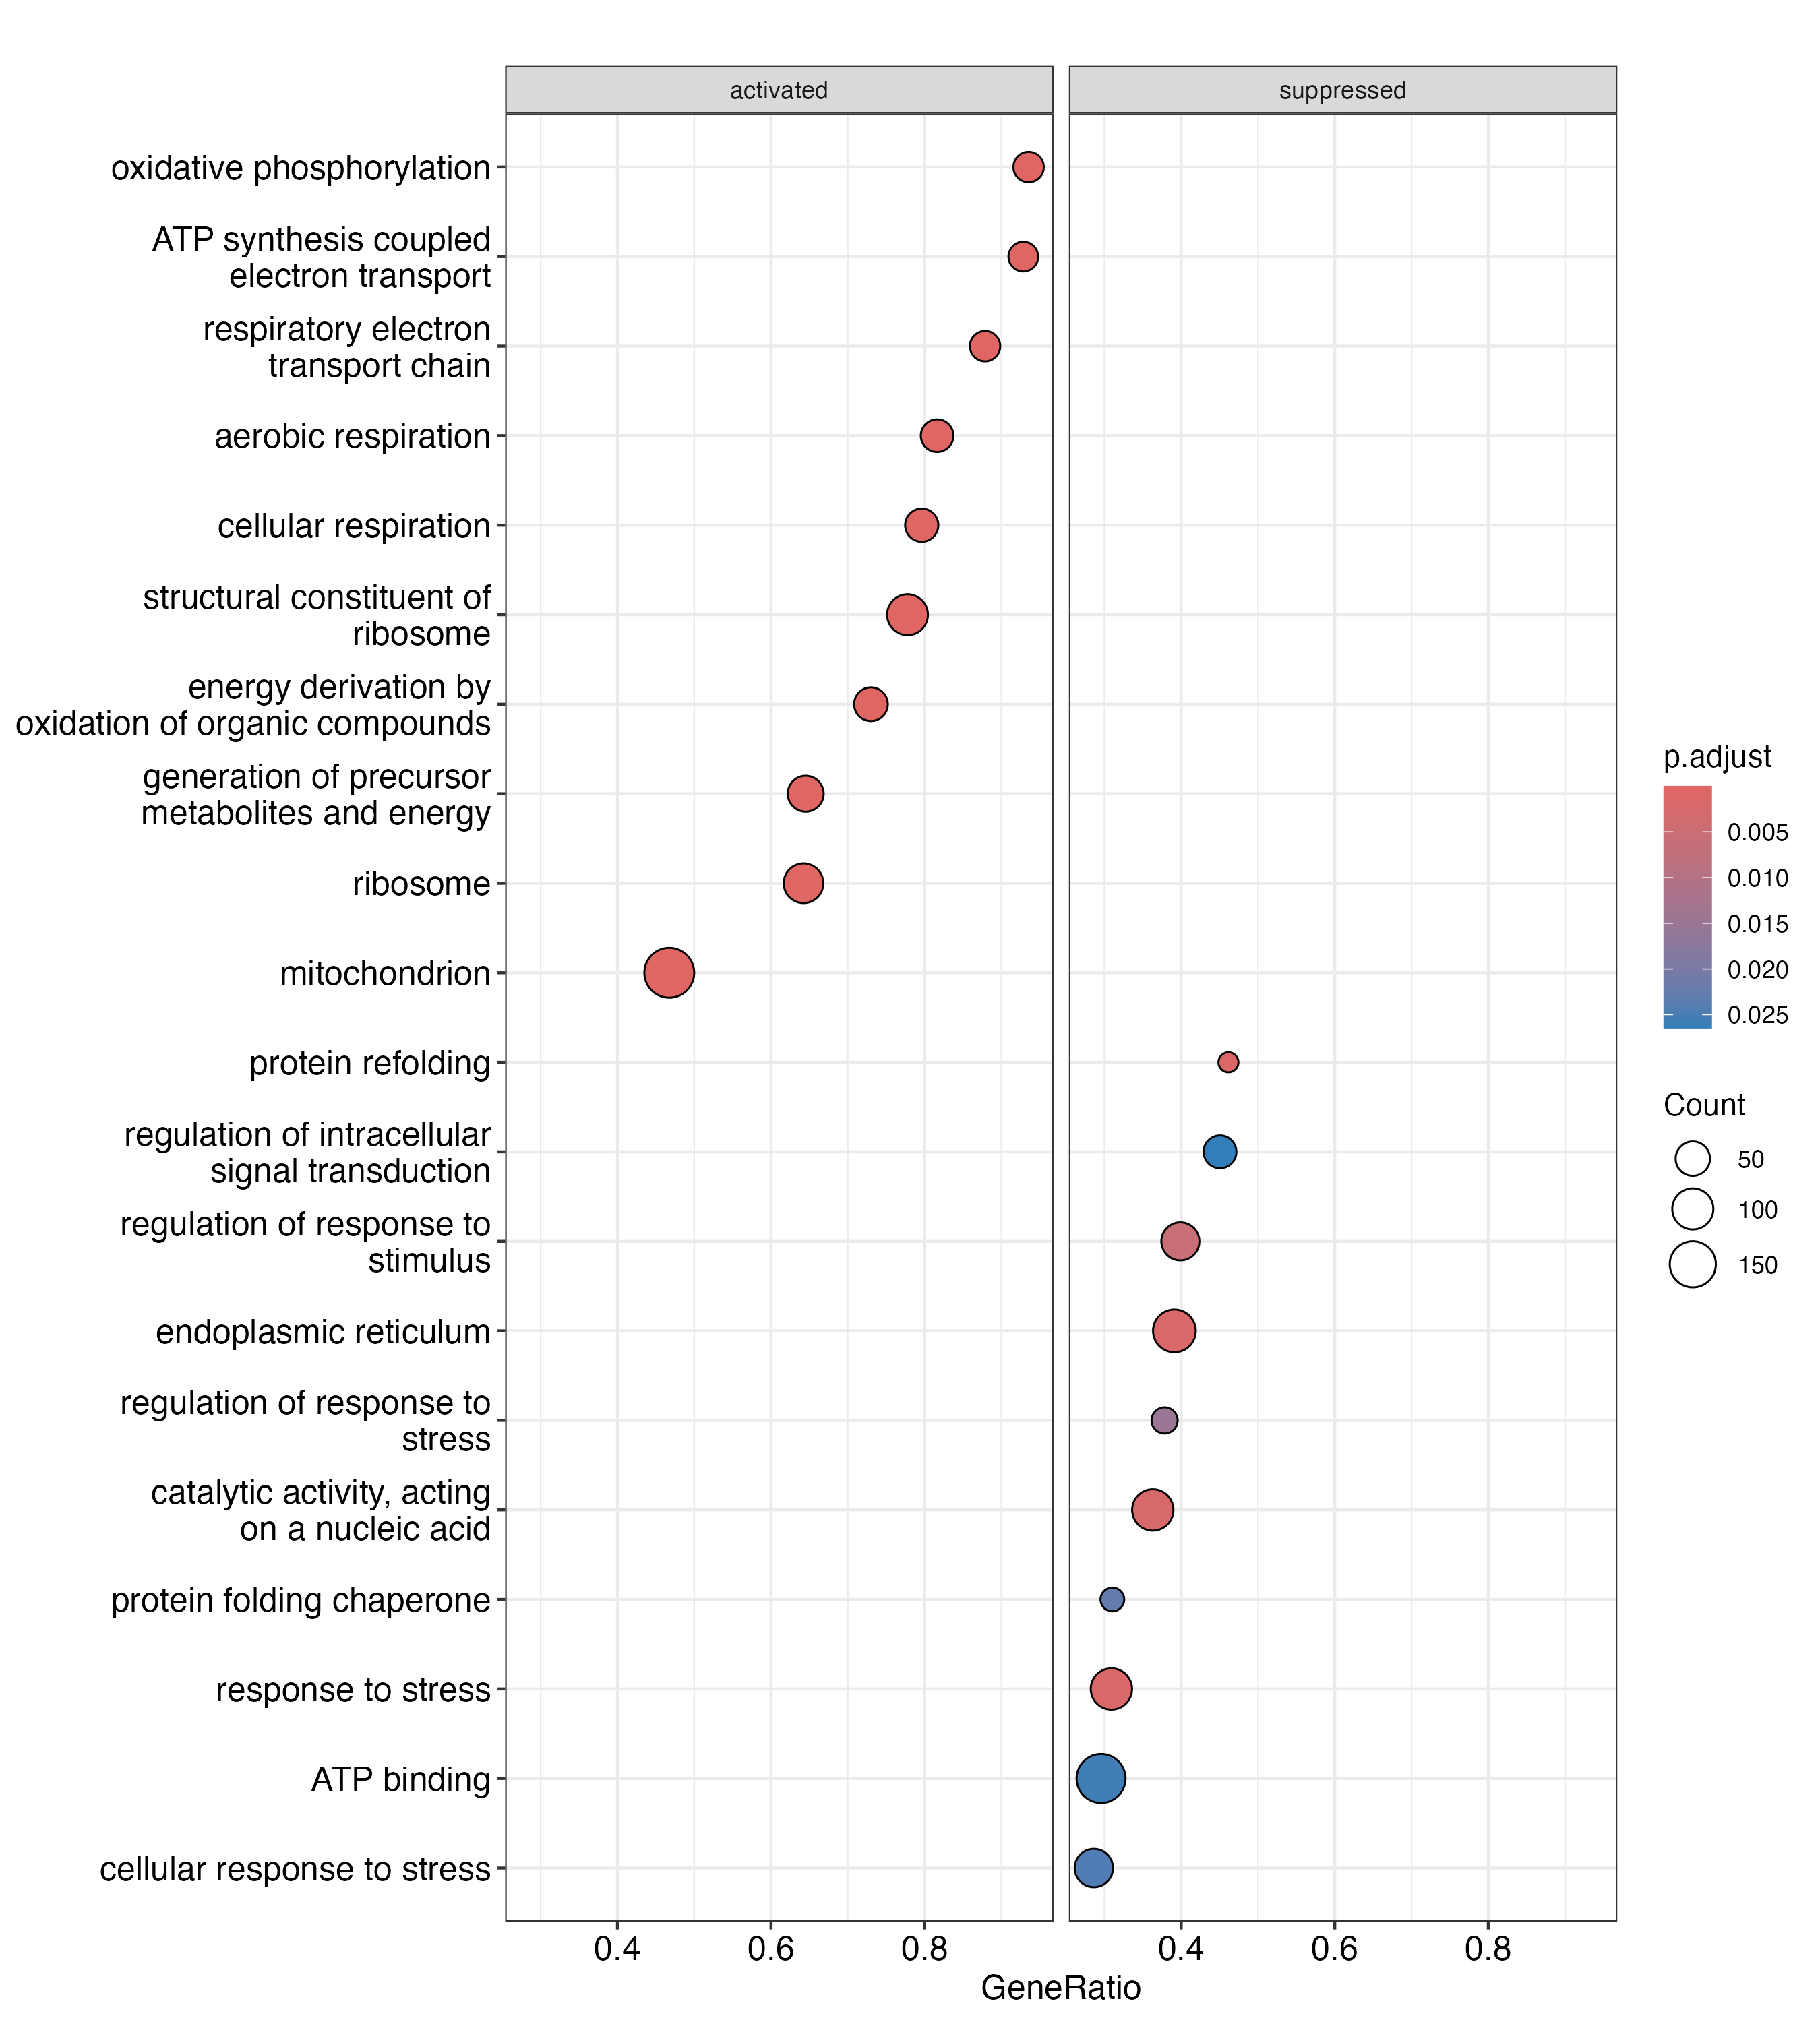 activated
suppressed
oxidative phosphorylation
ATP synthesis coupled
electron transport
respiratory electron
transport chain
aerobic respiration
cellular respiration
structural constituent of
ribosome
energy derivation by
oxidation of organic compounds
generation of precursor
metabolites and energy
ribosome
mitochondrion
protein refolding
regulation of intracellular
signal transduction
regulation of response to
stimulus
endoplasmic reticulum
regulation of response to
stress
catalytic activity, acting
on a nucleic acid
protein folding chaperone
response to stress
ATP binding
cellular response to stress
0.4 0.6 0.8
0.4 0.6 0.8
GeneRatio
p.adjust
0.005
0.010
0.015
0.020
0.025
Count
50
100
150